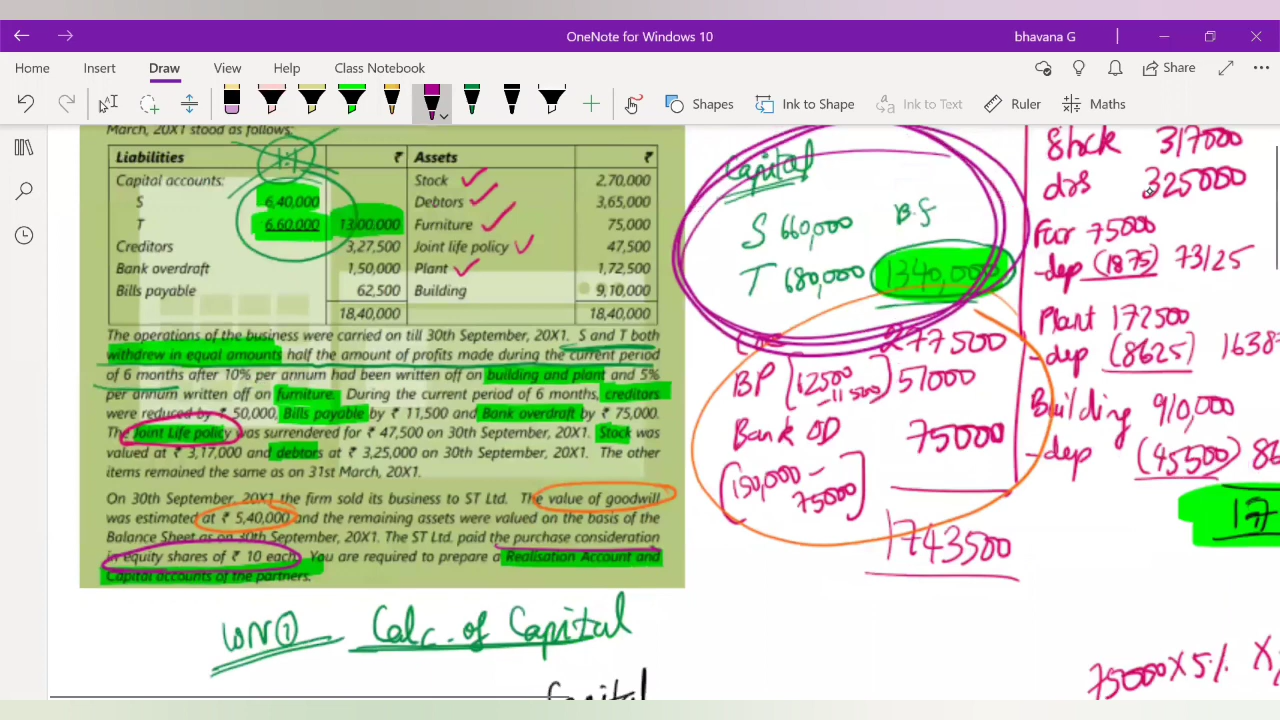 OneNote for Windows 10
bhavana G
Home Insert Draw View Help Class Notebook
Share
Shapes Ink to Shape Ink to Text Ruler Maths
March, 20X1 stood as follows:
Liabilities 1:1 ₹ Assets ₹
Capital accounts: Stock 2,70,000
S 6,40,000 Debtors 3,65,000
T 6,60,000 13,00,000 Furniture 75,000
Creditors 3,27,500 Joint life policy 47,500
Bank overdraft 1,50,000 Plant 1,72,500
Bills payable 62,500 Building 9,10,000
18,40,000 18,40,000
The operations of the business were carried on till 30th September, 20X1. S and T both
withdrew in equal amounts half the amount of profits made during the current period
of 6 months after 10% per annum had been written off on building and plant and 5%
per annum written off on furniture. During the current period of 6 months, creditors
were reduced by ₹ 50,000, Bills payable by ₹ 11,500 and Bank overdraft by ₹ 75,000.
The Joint Life policy was surrendered for ₹ 47,500 on 30th September, 20X1. Stock was
valued at ₹ 3,17,000 and debtors at ₹ 3,25,000 on 30th September, 20X1. The other
items remained the same as on 31st March, 20X1.
On 30th September, 20X1 the firm sold its business to ST Ltd. The value of goodwill
was estimated at ₹ 5,40,000 and the remaining assets were valued on the basis of the
Balance Sheet as on 30th September, 20X1. The ST Ltd. paid the purchase consideration
in equity shares of ₹ 10 each. You are required to prepare a Realisation Account and
Capital accounts of the partners.
WN ① Calc. of Capital
Capital
Capital
S 660,000 B.f
T 680,000 1340,000
277500
BP [62500 - 11500] 51000
Bank OD 75000
[150,000 - 75000]
1743500
Stock 317000
drs 325000
Fur 75000
-dep (1875) 73125
Plant 172500
-dep (8625) 1638
Building 910,000
-dep (45500) 86
17
75000 X 5% X